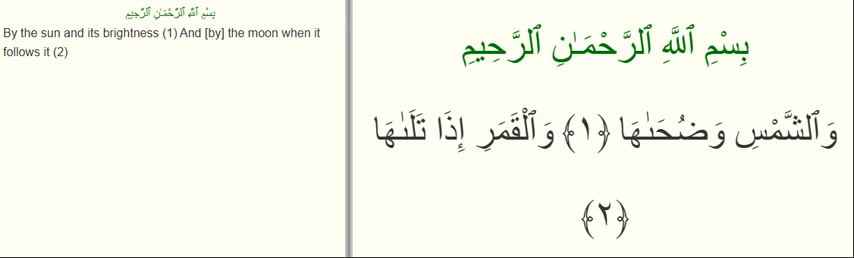 بِسْمِ ٱللَّهِ ٱلرَّحْمَـٰنِ ٱلرَّحِيمِ
By the sun and its brightness (1) And [by] the moon when it
follows it (2)
بِسْمِ ٱللَّهِ ٱلرَّحْمَـٰنِ ٱلرَّحِيمِ
وَٱلشَّمْسِ وَضُحَىٰهَا ﴿١﴾ وَٱلْقَمَرِ إِذَا تَلَىٰهَا
﴿٢﴾